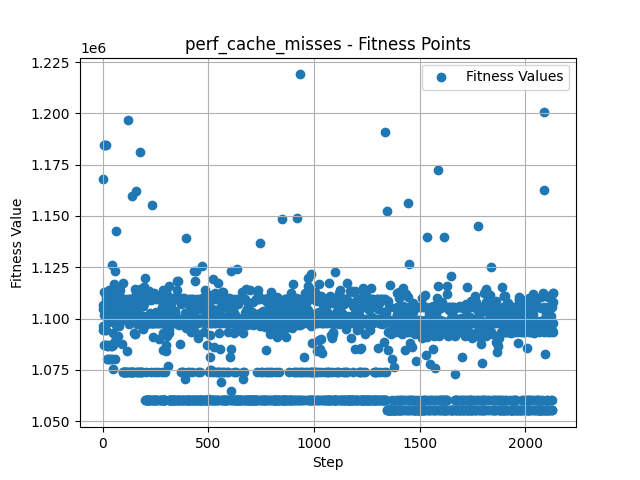 perf_cache_misses - Fitness Points
1e6
Fitness Values
1.225
1.200
1.175
1.150
1.125
1.100
1.075
1.050
Fitness Value
0
500
1000
1500
2000
Step